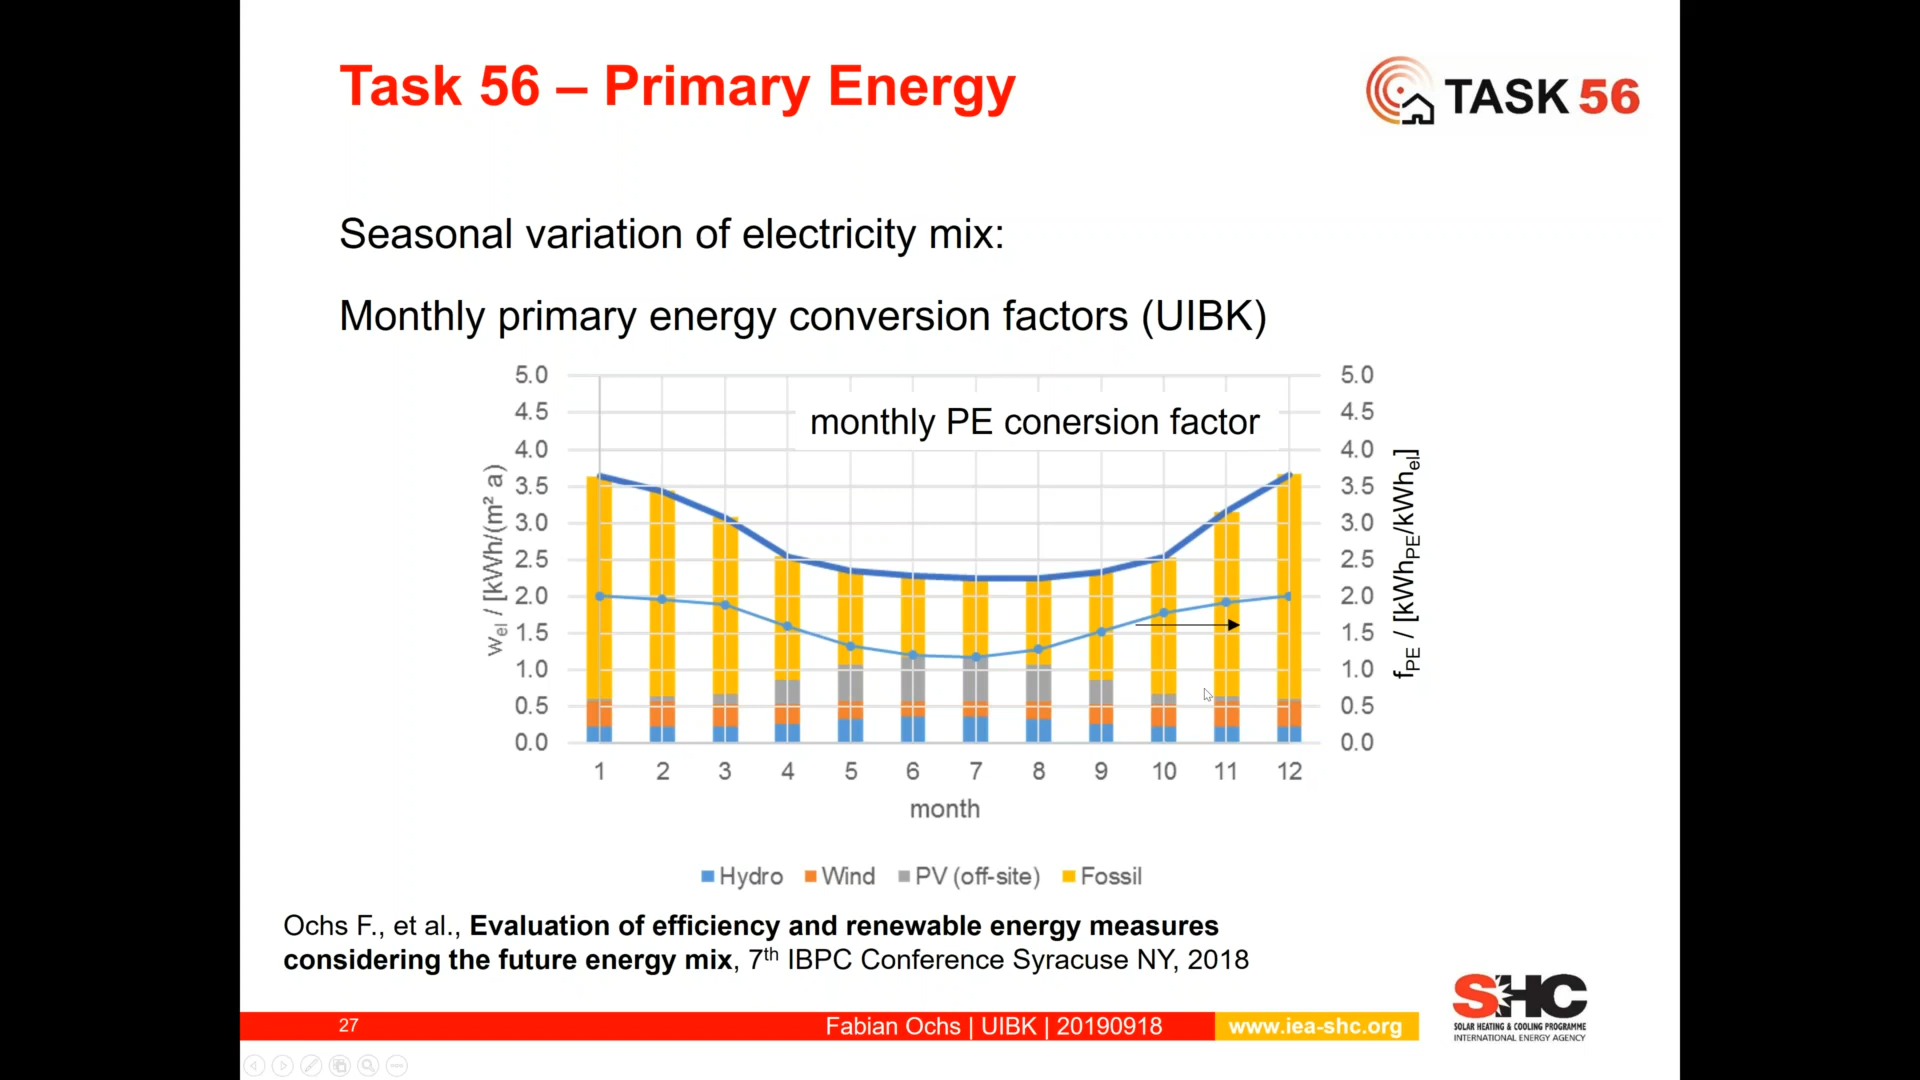 Task 56 – Primary Energy
TASK 56
Seasonal variation of electricity mix:
Monthly primary energy conversion factors (UIBK)
monthly PE conersion factor
5.0
4.5
4.0
3.5
3.0
2.5
2.0
1.5
1.0
0.5
0.0
wel / [kWh/(m² a)
5.0
4.5
4.0
3.5
3.0
2.5
2.0
1.5
1.0
0.5
0.0
fPE / [kWhPE/kWhel]
1 2 3 4 5 6 7 8 9 10 11 12
month
Hydro Wind PV (off-site) Fossil
Ochs F., et al., Evaluation of efficiency and renewable energy measures
considering the future energy mix, 7th IBPC Conference Syracuse NY, 2018
SHC
SOLAR HEATING & COOLING PROGRAMME
INTERNATIONAL ENERGY AGENCY
27
Fabian Ochs | UIBK | 20190918
www.iea-shc.org